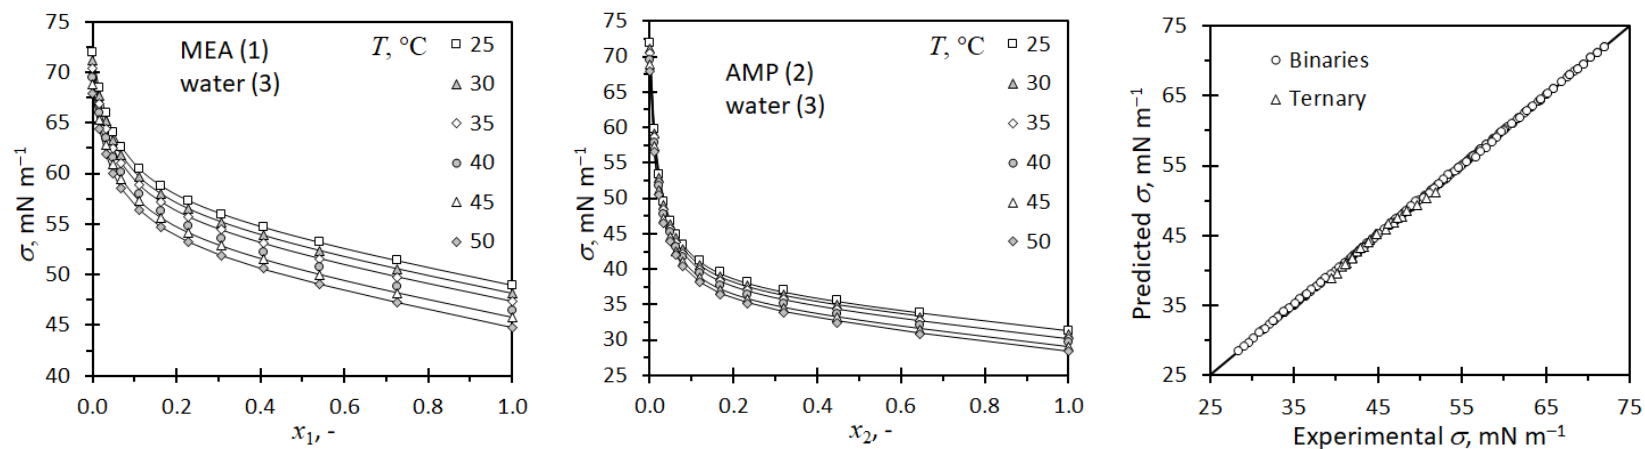 75
70
65
60
55
50
45
40
σ, mN m⁻¹
MEA (1)
water (3)
T, °C
25
30
35
40
45
50
0.0 0.2 0.4 0.6 0.8 1.0
x₁, -
75
70
65
60
55
50
45
40
35
30
25
σ, mN m⁻¹
AMP (2)
water (3)
T, °C
25
30
35
40
45
50
0.0 0.2 0.4 0.6 0.8 1.0
x₂, -
75
65
55
45
35
25
Predicted σ, mN m⁻¹
Binaries
Ternary
25 35 45 55 65 75
Experimental σ, mN m⁻¹